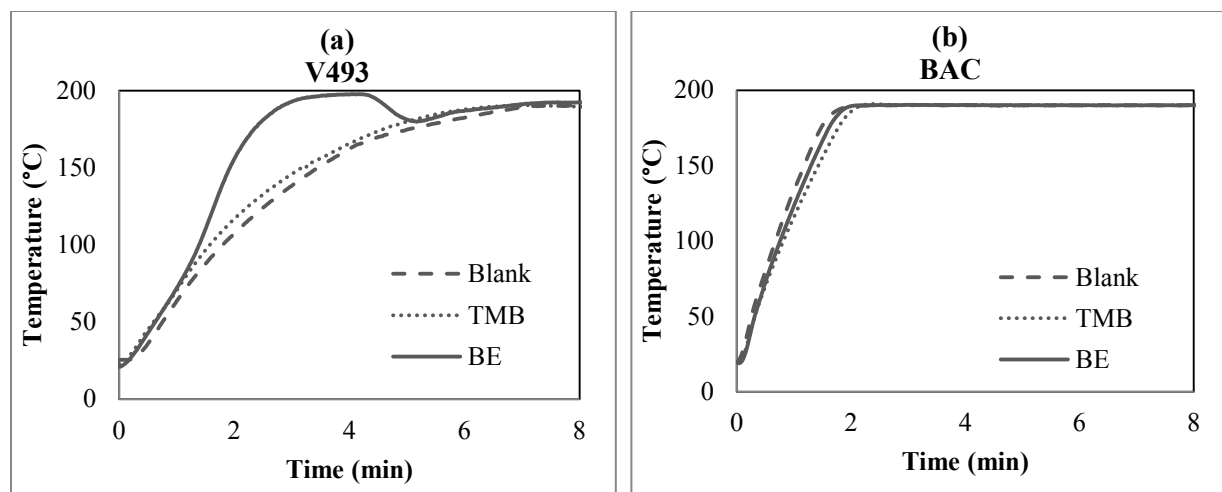 (a)
V493
200
150
100
50
0
Temperature (°C)
Blank
TMB
BE
0 2 4 6 8
Time (min)
(b)
BAC
200
150
100
50
0
Temperature (°C)
Blank
TMB
BE
0 2 4 6 8
Time (min)